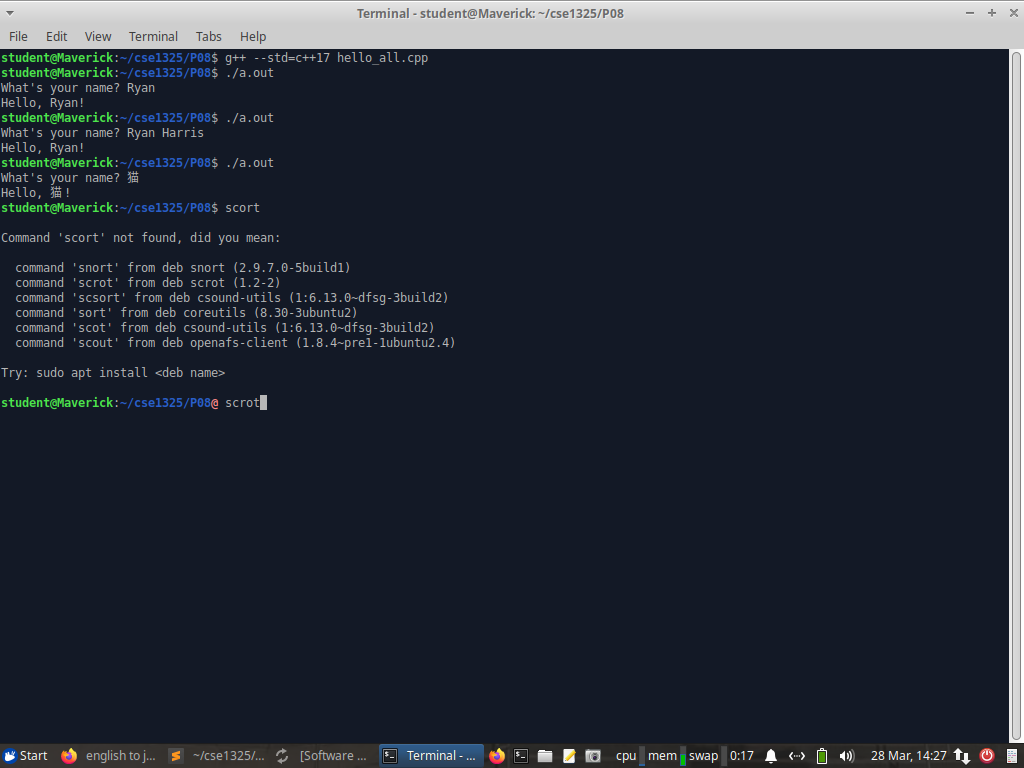 Terminal - student@Maverick: ~/cse1325/P08
File Edit View Terminal Tabs Help
student@Maverick:~/cse1325/P08$ g++ --std=c++17 hello_all.cpp
student@Maverick:~/cse1325/P08$ ./a.out
What's your name? Ryan
Hello, Ryan!
student@Maverick:~/cse1325/P08$ ./a.out
What's your name? Ryan Harris
Hello, Ryan!
student@Maverick:~/cse1325/P08$ ./a.out
What's your name? 猫
Hello, 猫!
student@Maverick:~/cse1325/P08$ scort
Command 'scort' not found, did you mean:
command 'snort' from deb snort (2.9.7.0-5build1)
command 'scrot' from deb scrot (1.2-2)
command 'scsort' from deb csound-utils (1:6.13.0~dfsg-3build2)
command 'sort' from deb coreutils (8.30-3ubuntu2)
command 'scot' from deb csound-utils (1:6.13.0~dfsg-3build2)
command 'scout' from deb openafs-client (1.8.4~pre1-1ubuntu2.4)
Try: sudo apt install <deb name>
student@Maverick:~/cse1325/P08@ scrot
Start english to j... ~/cse1325/... [Software ... Terminal - ... cpu mem swap 0:17 28 Mar, 14:27